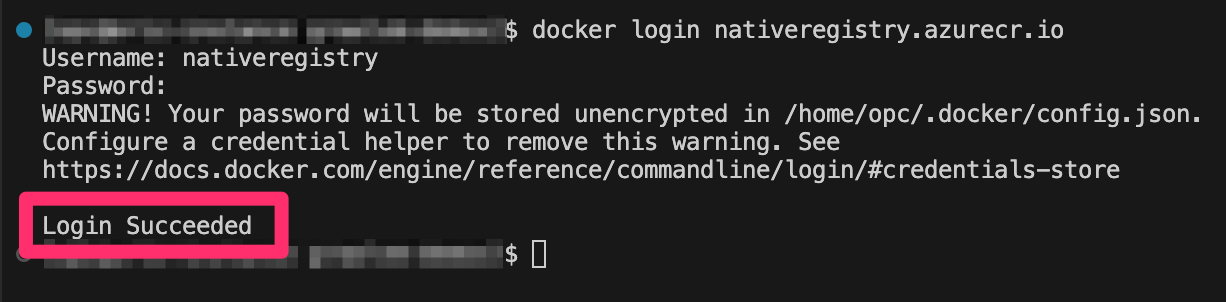 $ docker login nativeregistry.azurecr.io
Username: nativeregistry
Password:
WARNING! Your password will be stored unencrypted in /home/opc/.docker/config.json.
Configure a credential helper to remove this warning. See
https://docs.docker.com/engine/reference/commandline/login/#credentials-store
Login Succeeded
$